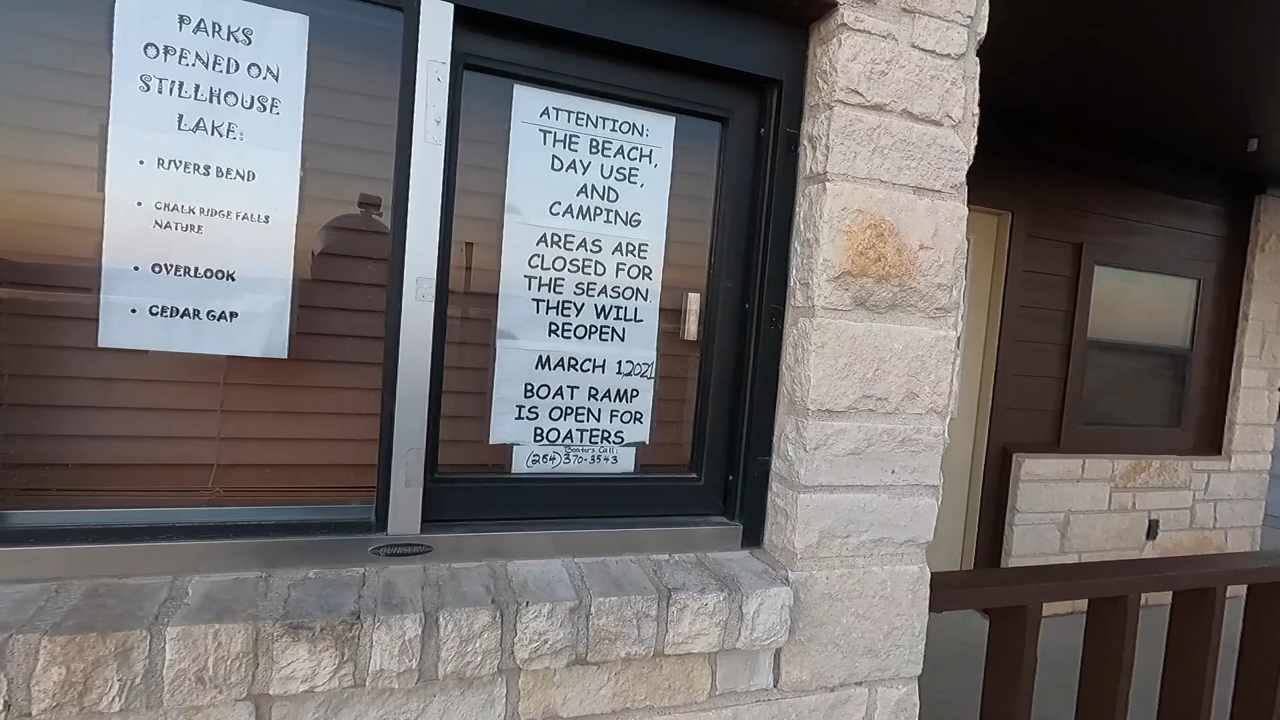 PARKS
OPENED ON
STILLHOUSE
LAKE:
• RIVERS BEND
• CHALK RIDGE FALLS
NATURE
• OVERLOOK
• CEDAR GAP
ATTENTION:
THE BEACH,
DAY USE,
AND
CAMPING
AREAS ARE
CLOSED FOR
THE SEASON.
THEY WILL
REOPEN
MARCH 1,2021
BOAT RAMP
IS OPEN FOR
BOATERS
Boaters Call:
(254)370-3543
QUIKSERV